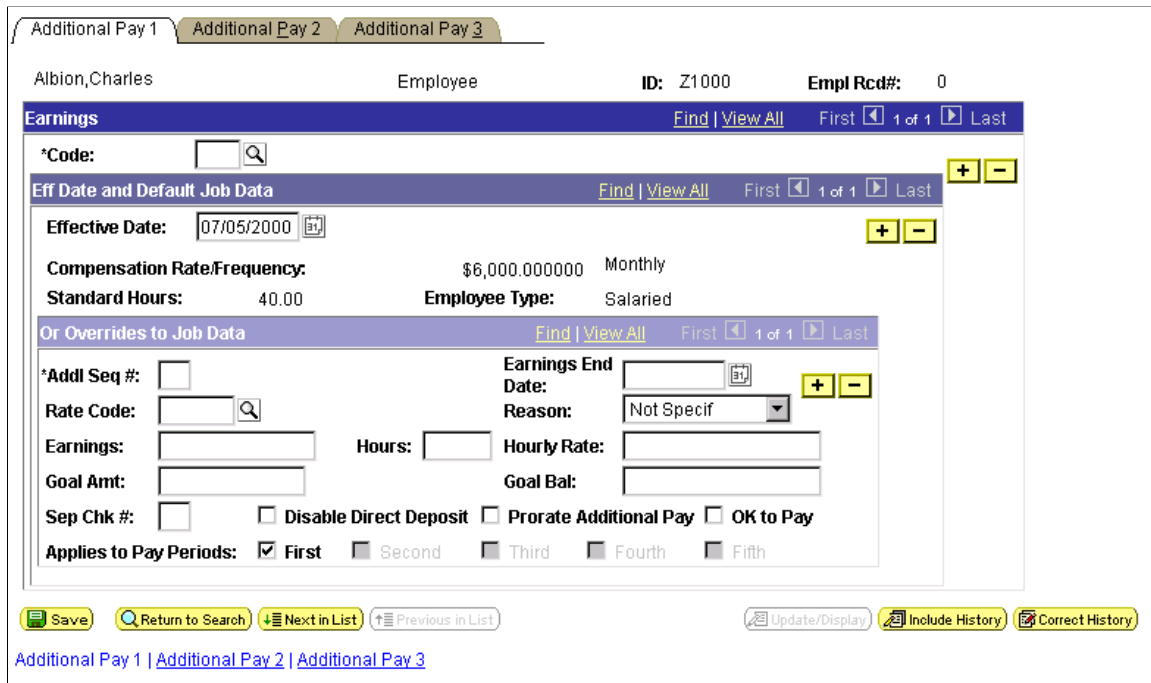 Additional Pay 1 Additional Pay 2 Additional Pay 3
Albion,Charles Employee ID: Z1000 Empl Rcd#: 0
Earnings Find | View All First 1 of 1 Last
*Code:
Eff Date and Default Job Data Find | View All First 1 of 1 Last
Effective Date: 07/05/2000 31
Compensation Rate/Frequency: $6,000.000000 Monthly
Standard Hours: 40.00 Employee Type: Salaried
Or Overrides to Job Data Find | View All First 1 of 1 Last
*Addl Seq #: Earnings End Date: 31
Rate Code: Reason: Not Specif
Earnings: Hours: Hourly Rate:
Goal Amt: Goal Bal:
Sep Chk #: Disable Direct Deposit Prorate Additional Pay OK to Pay
Applies to Pay Periods: First Second Third Fourth Fifth
Save Return to Search Next in List Previous in List Update/Display Include History Correct History
Additional Pay 1 | Additional Pay 2 | Additional Pay 3